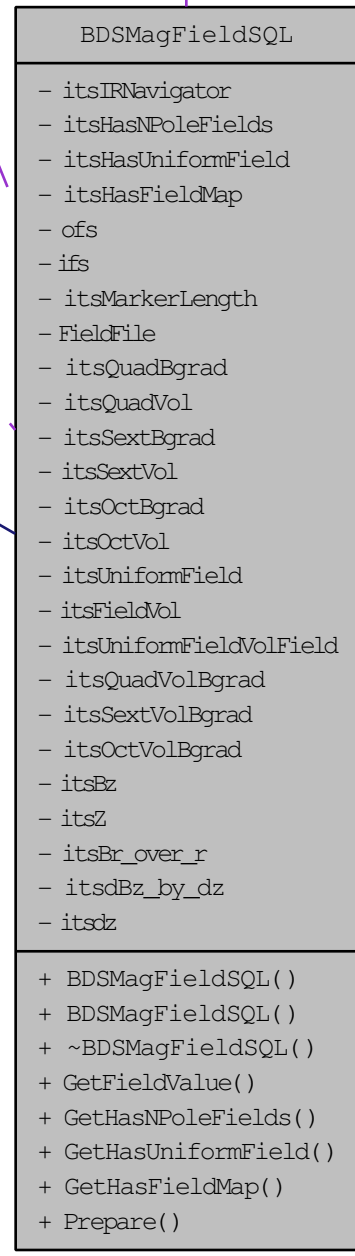 BDSMagFieldSQL
- itsIRNavigator
- itsHasNPoleFields
- itsHasUniformField
- itsHasFieldMap
- ofs
- ifs
- itsMarkerLength
- FieldFile
- itsQuadBgrad
- itsQuadVol
- itsSextBgrad
- itsSextVol
- itsOctBgrad
- itsOctVol
- itsUniformField
- itsFieldVol
- itsUniformFieldVolField
- itsQuadVolBgrad
- itsSextVolBgrad
- itsOctVolBgrad
- itsBz
- itsZ
- itsBr_over_r
- itsdBz_by_dz
- itsdz
+ BDSMagFieldSQL()
+ BDSMagFieldSQL()
+ ~BDSMagFieldSQL()
+ GetFieldValue()
+ GetHasNPoleFields()
+ GetHasUniformField()
+ GetHasFieldMap()
+ Prepare()